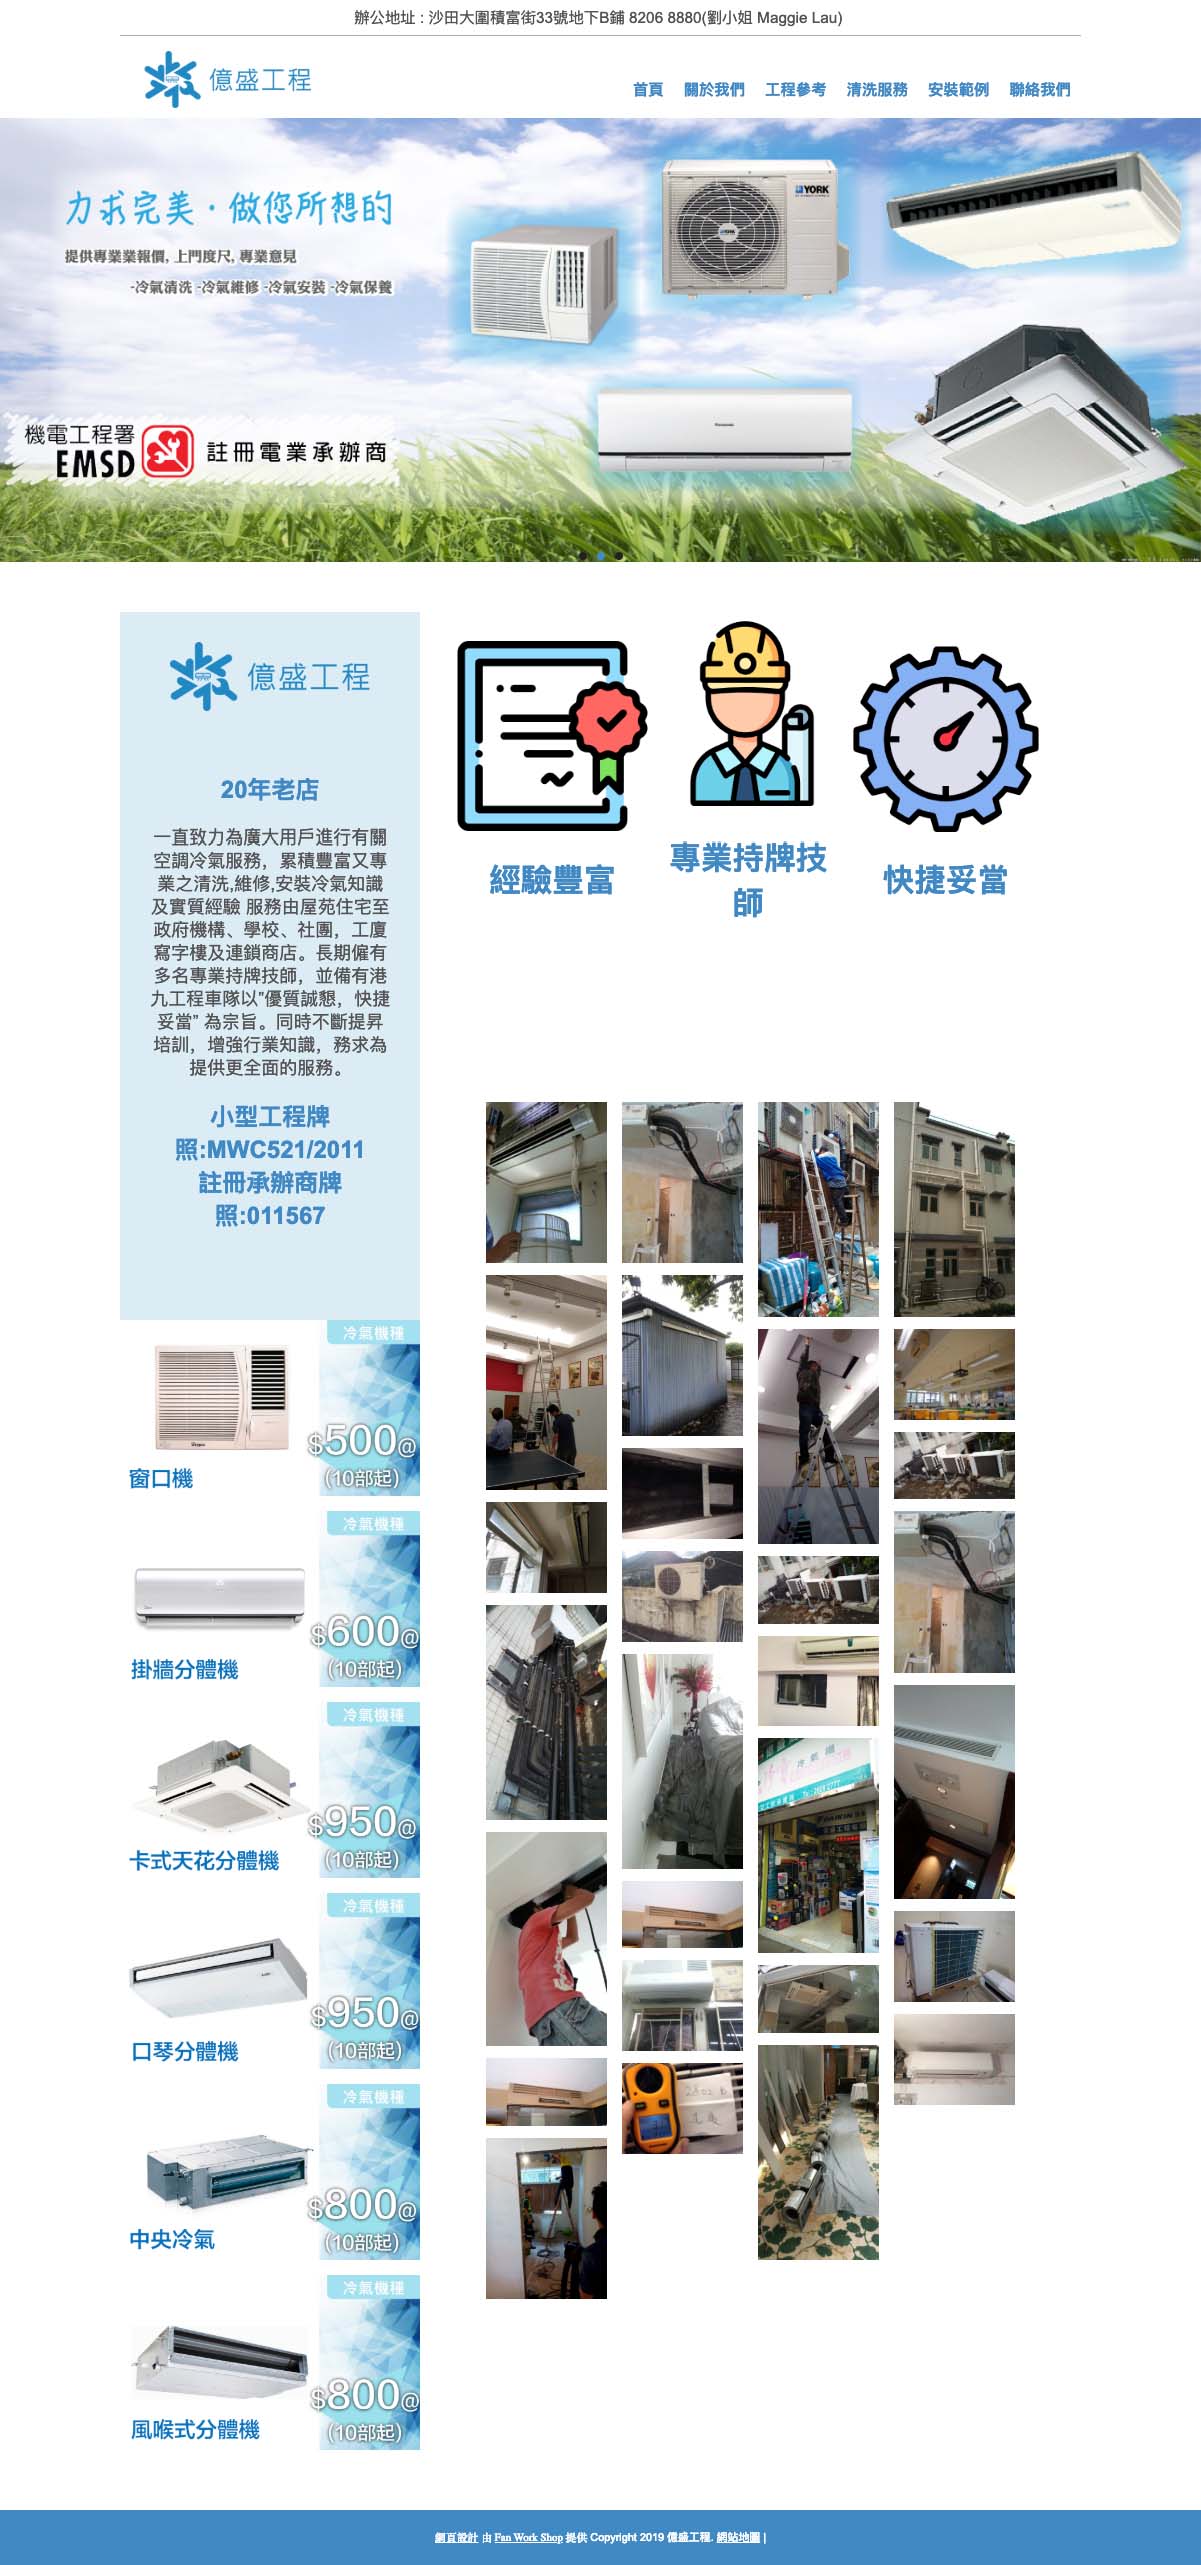 辦公地址 : 沙田大圍積富街33號地下B鋪 8206 8880(劉小姐 Maggie Lau)
億盛工程
首頁 關於我們 工程參考 清洗服務 安裝範例 聯絡我們
力求完美·做您所想的
提供專業業報價, 上門度尺, 專業意見
-冷氣清洗 -冷氣維修 -冷氣安裝 -冷氣保養
YORK
Panasonic
機電工程署
EMSD
註冊電業承辦商
億盛工程
20年老店
一直致力為廣大用戶進行有關
空調冷氣服務，累積豐富又專
業之清洗,維修,安裝冷氣知識
及實質經驗 服務由屋苑住宅至
政府機構、學校、社團，工廈
寫字樓及連鎖商店。長期僱有
多名專業持牌技師，並備有港
九工程車隊以"優質誠懇，快捷
妥當" 為宗旨。同時不斷提昇
培訓，增強行業知識，務求為
提供更全面的服務。
小型工程牌
照:MWC521/2011
註冊承辦商牌
照:011567
經驗豐富
專業持牌技
師
快捷妥當
冷氣機種
$500@
(10部起)
窗口機
冷氣機種
$600@
(10部起)
掛牆分體機
冷氣機種
$950@
(10部起)
卡式天花分體機
冷氣機種
$950@
(10部起)
口琴分體機
冷氣機種
$800@
(10部起)
中央冷氣
冷氣機種
$800@
(10部起)
風喉式分體機
DAIKIN
網頁設計 由 Fan Work Shop 提供 Copyright 2019 億盛工程. 網站地圖 |